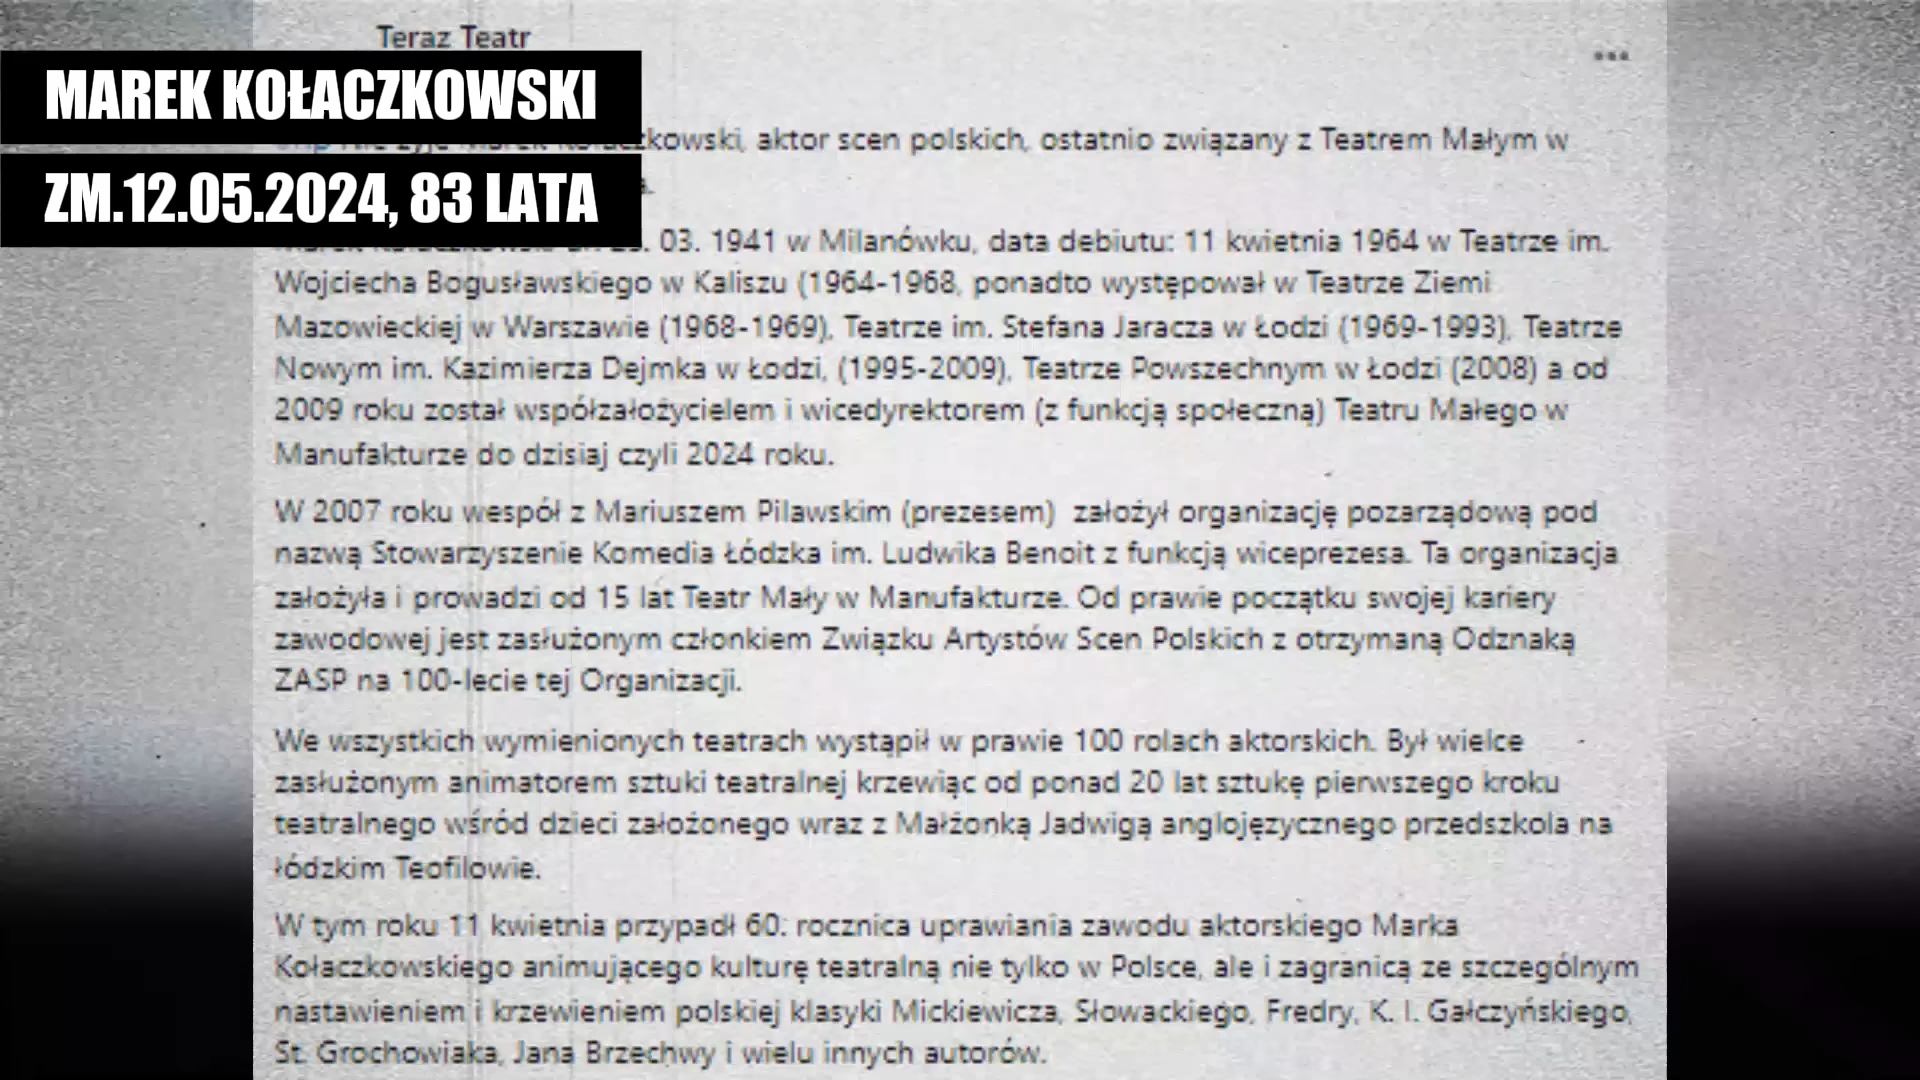 Teraz Teatr
MAREK KOŁACZKOWSKI
ZM.12.05.2024, 83 LATA
aktor scen polskich, ostatnio związany z Teatrem Małym w
03. 1941 w Milanówku, data debiutu: 11 kwietnia 1964 w Teatrze im.
Wojciecha Bogusławskiego w Kaliszu (1964-1968, ponadto występował w Teatrze Ziemi
Mazowieckiej w Warszawie (1968-1969), Teatrze im. Stefana Jaracza w Łodzi (1969-1993), Teatrze
Nowym im. Kazimierza Dejmka w Łodzi, (1995-2009), Teatrze Powszechnym w Łodzi (2008) a od
2009 roku został współzałożycielem i wicedyrektorem (z funkcją społeczną) Teatru Małego w
Manufakturze do dzisiaj czyli 2024 roku.
W 2007 roku wespół z Mariuszem Pilawskim (prezesem) założył organizację pozarządową pod
nazwą Stowarzyszenie Komedia Łódzka im. Ludwika Benoit z funkcją wiceprezesa. Ta organizacja
założyła i prowadzi od 15 lat Teatr Mały w Manufakturze. Od prawie początku swojej kariery
zawodowej jest zasłużonym członkiem Związku Artystów Scen Polskich z otrzymaną Odznaką
ZASP na 100-lecie tej Organizacji.
We wszystkich wymienionych teatrach wystąpił w prawie 100 rolach aktorskich. Był wielce
zasłużonym animatorem sztuki teatralnej krzewiąc od ponad 20 lat sztukę pierwszego kroku
teatralnego wśród dzieci założonego wraz z Małżonką Jadwigą anglojęzycznego przedszkola na
łódzkim Teofilowie.
W tym roku 11 kwietnia przypadł 60. rocznica uprawiania zawodu aktorskiego Marka
Kołaczkowskiego animującego kulturę teatralną nie tylko w Polsce, ale i zagranicą ze szczególnym
nastawieniem i krzewieniem polskiej klasyki Mickiewicza, Słowackiego, Fredry, K. I. Gałczyńskiego,
St. Grochowiaka, Jana Brzechwy i wielu innych autorów.